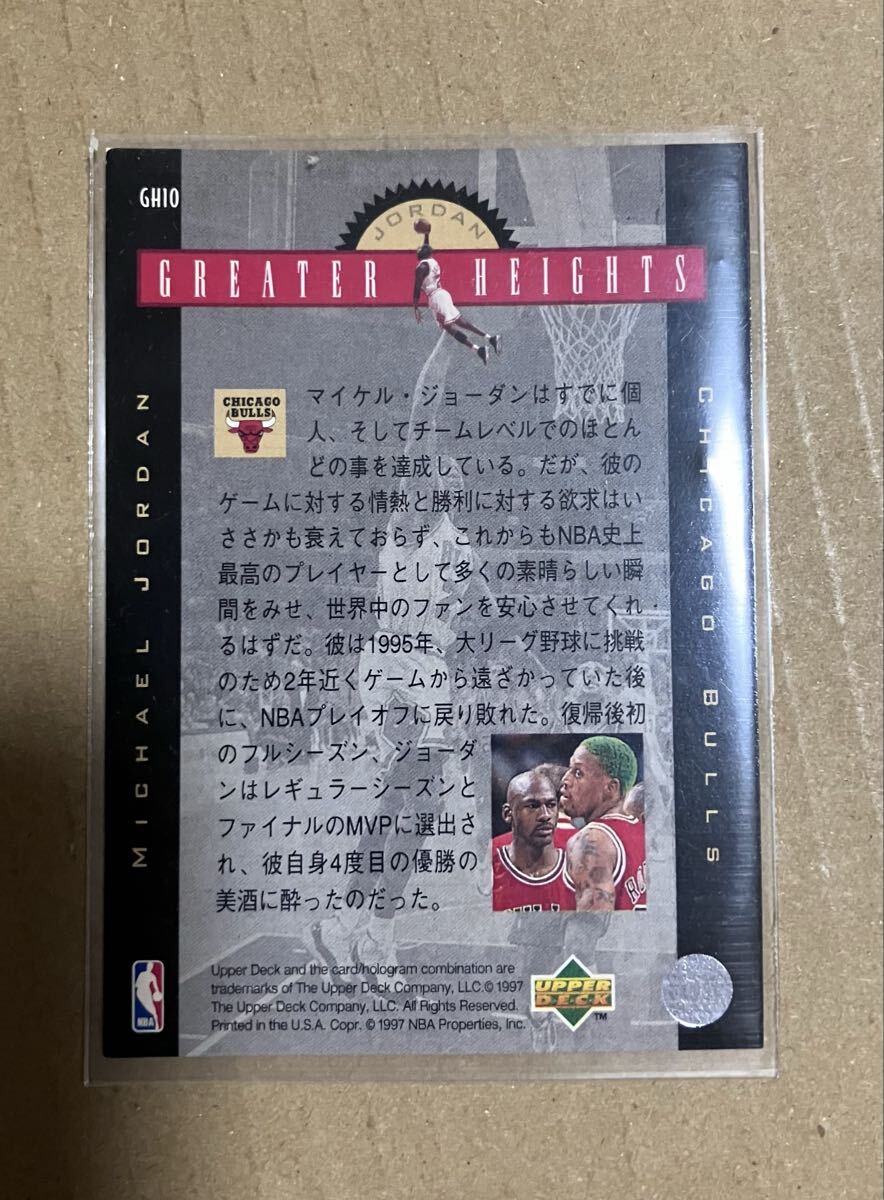 GH10
JORDAN
GREATER HEIGHTS
CHICAGO
BULLS
マイケル・ジョーダンはすでに個
人、そしてチームレベルでのほとん
どの事を達成している。だが、彼の
ゲームに対する情熱と勝利に対する欲求はい
ささかも衰えておらず、これからもNBA史上
最高のプレイヤーとして多くの素晴らしい瞬
間をみせ、世界中のファンを安心させてくれ
るはずだ。彼は1995年、大リーグ野球に挑戦
のため2年近くゲームから遠ざかっていた後
に、NBAプレイオフに戻り敗れた。復帰後初
のフルシーズン、ジョーダ
ンはレギュラーシーズンと
ファイナルのMVPに選出さ
れ、彼自身4度目の優勝の
美酒に酔ったのだった。
MICHAEL JORDAN
CHICAGO BULLS
NBA
Upper Deck and the card/hologram combination are
trademarks of The Upper Deck Company, LLC.© 1997
The Upper Deck Company, LLC. All Rights Reserved.
Printed in the U.S.A. Copr. © 1997 NBA Properties, Inc.
UPPER
DECK
TM